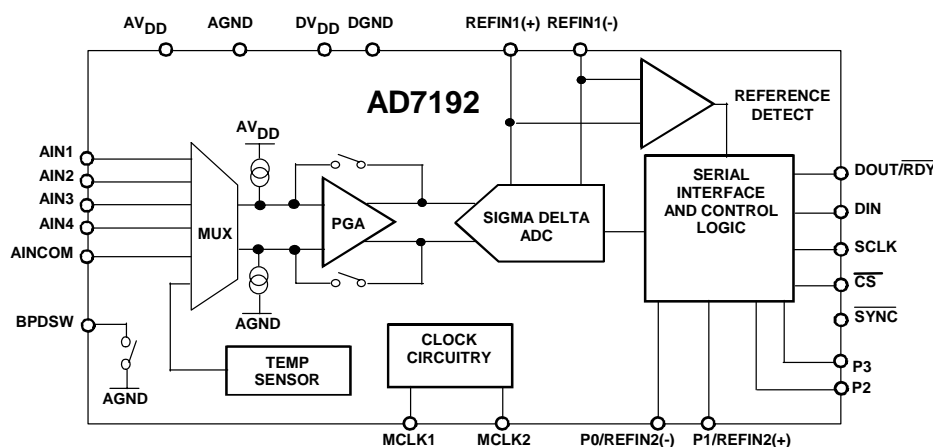 AVDD
AGND
DVDD
DGND
REFIN1(+)
REFIN1(-)
AD7192
REFERENCE
DETECT
AVDD
AIN1
AIN2
AIN3
AIN4
AINCOM
MUX
PGA
SIGMA DELTA
ADC
SERIAL
INTERFACE
AND CONTROL
LOGIC
DOUT/RDY
DIN
SCLK
CS
SYNC
P3
P2
AGND
BPDSW
AGND
TEMP
SENSOR
CLOCK
CIRCUITRY
MCLK1
MCLK2
P0/REFIN2(-)
P1/REFIN2(+)